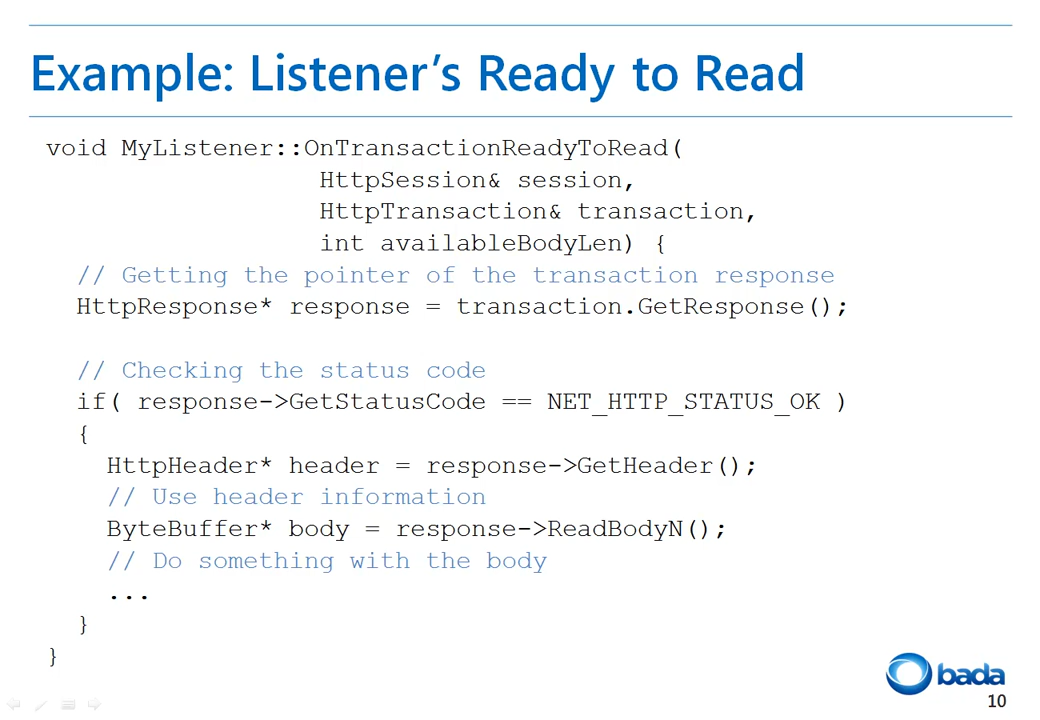 Example: Listener’s Ready to Read
void MyListener::OnTransactionReadyToRead(
HttpSession& session,
HttpTransaction& transaction,
int availableBodyLen) {
// Getting the pointer of the transaction response
HttpResponse* response = transaction.GetResponse();
// Checking the status code
if( response->GetStatusCode == NET_HTTP_STATUS_OK )
{
HttpHeader* header = response->GetHeader();
// Use header information
ByteBuffer* body = response->ReadBodyN();
// Do something with the body
...
}
}
bada
10